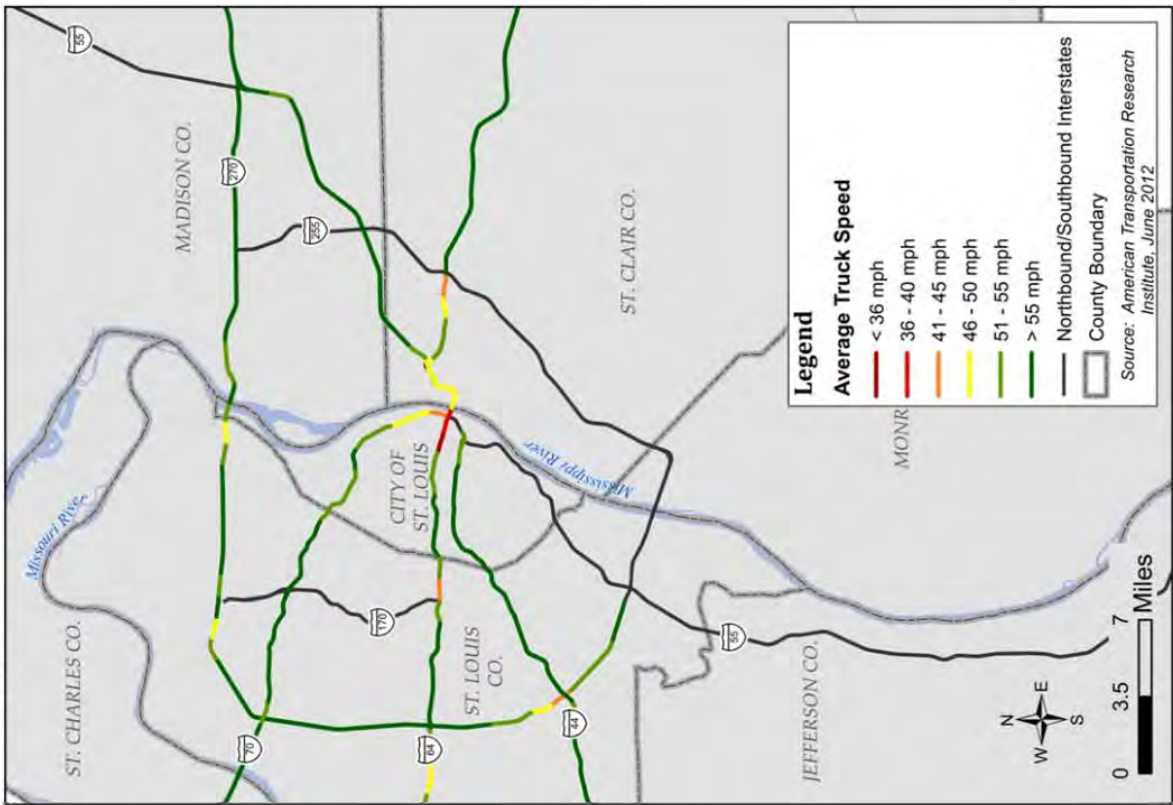 55
MADISON CO.
270
255
ST. CLAIR CO.
Missouri Rive
ST. CHARLES CO.
CITY OF
ST. LOUIS
Mississippi River
MONR
170
ST. LOUIS
CO.
70
64
44
55
JEFFERSON CO.
N
W E
S
0 3.5 7
Miles
Legend
Average Truck Speed
< 36 mph
36 - 40 mph
41 - 45 mph
46 - 50 mph
51 - 55 mph
> 55 mph
Northbound/Southbound Interstates
County Boundary
Source: American Transportation Research
Institute, June 2012